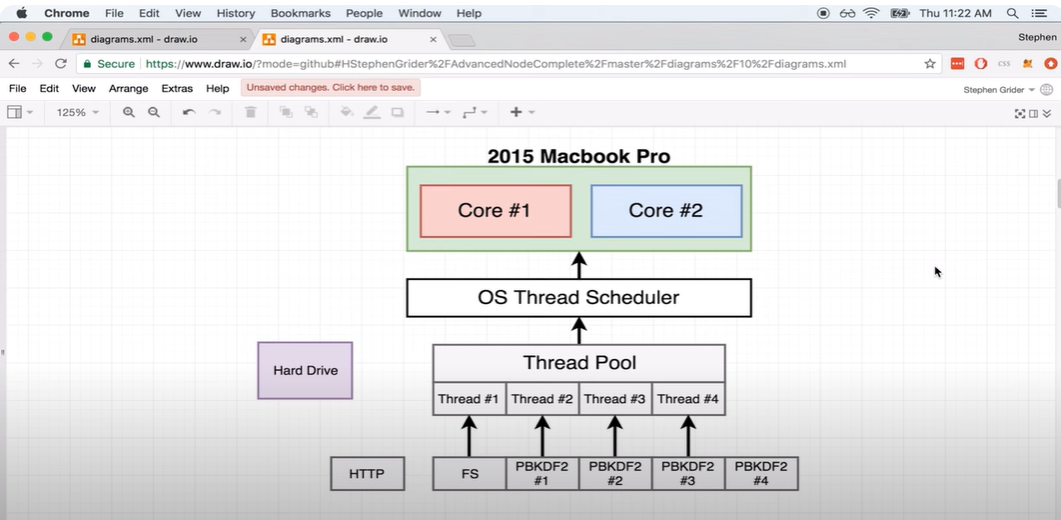 Chrome File Edit View History Bookmarks People Window Help Thu 11:22 AM
diagrams.xml - draw.io × diagrams.xml - draw.io × Stephen
Secure https://www.draw.io/?mode=github#HStephenGrider%2FAdvancedNodeComplete%2Fmaster%2Fdiagrams%2F10%2Fdiagrams.xml CSS
File Edit View Arrange Extras Help Unsaved changes. Click here to save. Stephen Grider
125%
2015 Macbook Pro
Core #1 Core #2
OS Thread Scheduler
Thread Pool
Hard Drive
Thread #1 Thread #2 Thread #3 Thread #4
HTTP FS PBKDF2 #1 PBKDF2 #2 PBKDF2 #3 PBKDF2 #4